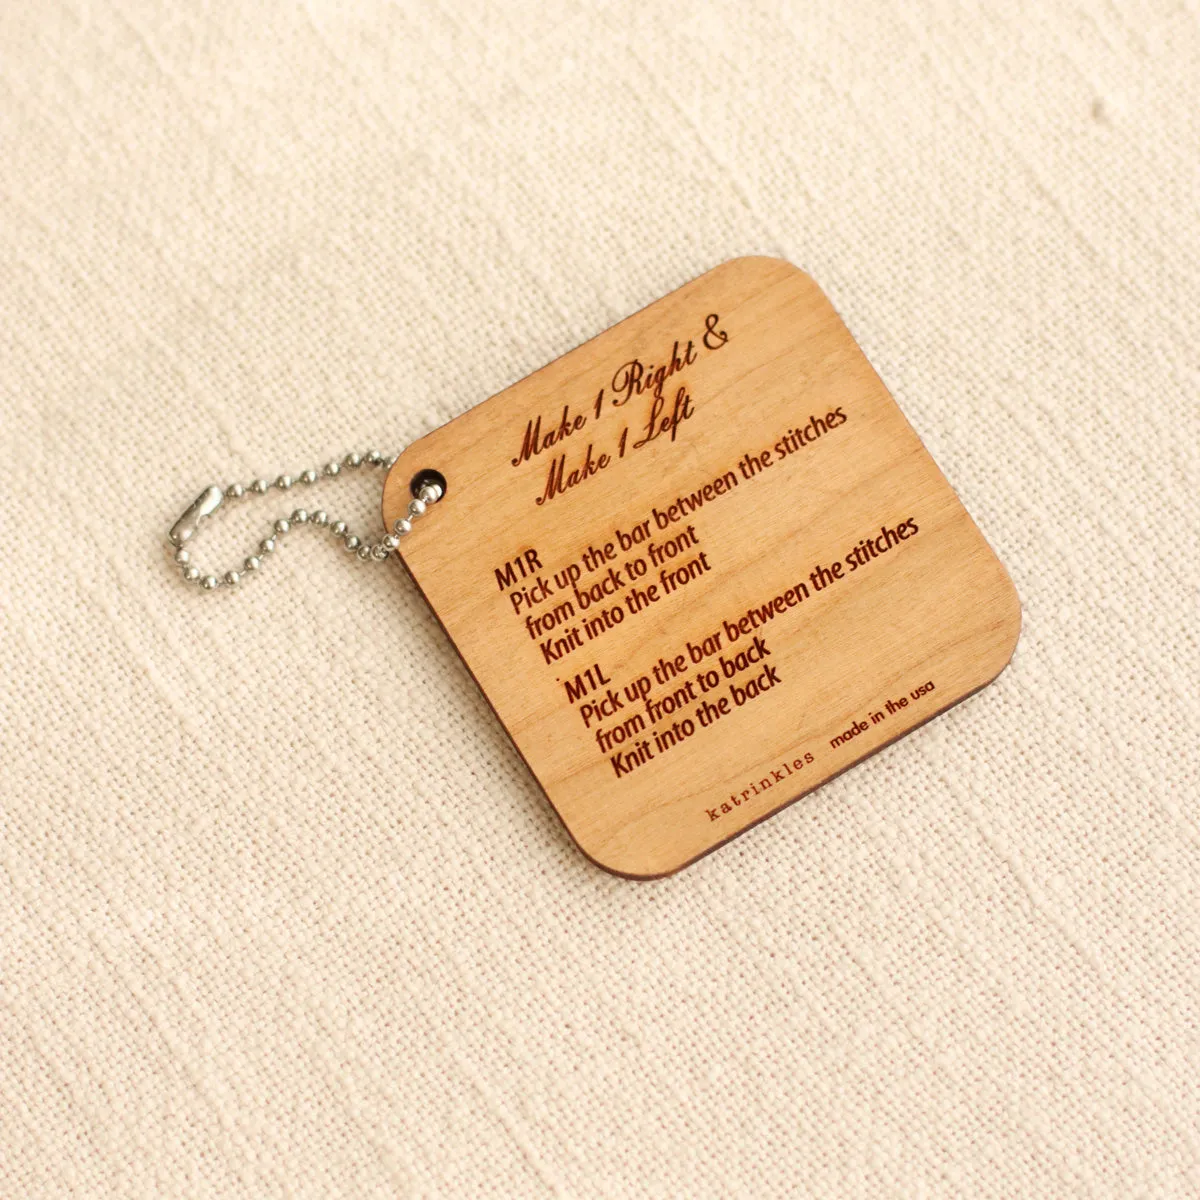 Make 1 Right &
Make 1 Left
M1R
Pick up the bar between the stitches
from back to front
Knit into the front
M1L
Pick up the bar between the stitches
from front to back
Knit into the back
katrinkles made in the usa